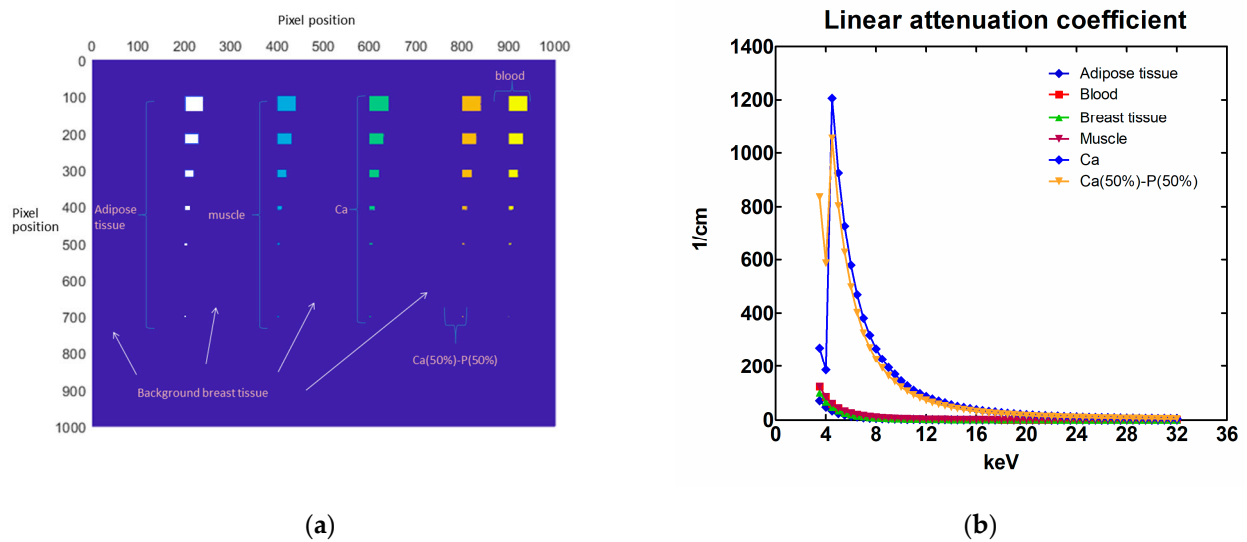 Pixel position
0 100 200 300 400 500 600 700 800 900 1000
0
100
200
300
400
500
600
700
800
900
1000
Pixel
position
blood
Adipose
tissue
muscle
Ca
Ca(50%)-P(50%)
Background breast tissue
(a)
Linear attenuation coefficient
1400
1200
1000
800
600
400
200
0
1/cm
Adipose tissue
Blood
Breast tissue
Muscle
Ca
Ca(50%)-P(50%)
0 4 8 12 16 20 24 28 32 36
keV
(b)